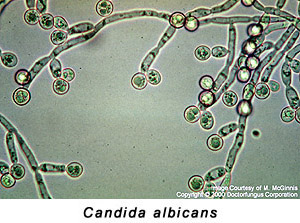 Image Courtesy of M. McGinnis
Copyright © 2000 Doctorfungus Corporation
Candida albicans